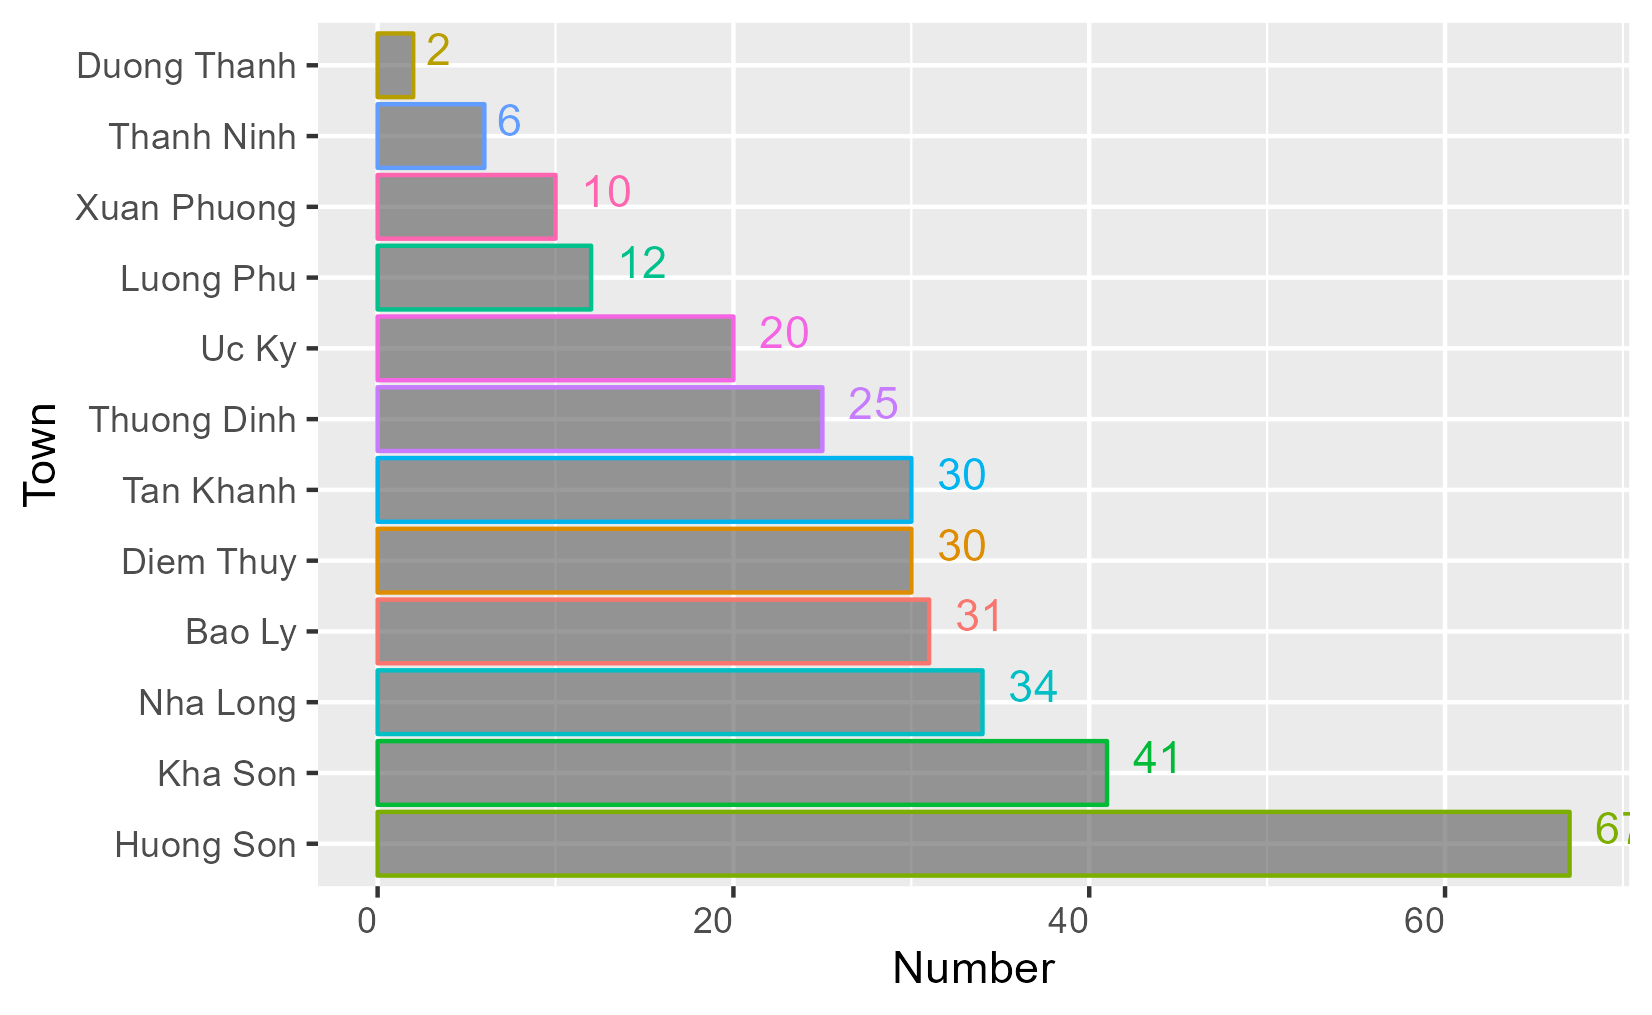 Duong Thanh 2
Thanh Ninh 6
Xuan Phuong 10
Luong Phu 12
Uc Ky 20
Thuong Dinh 25
Tan Khanh 30
Diem Thuy 30
Bao Ly 31
Nha Long 34
Kha Son 41
Huong Son 67
Town
0 20 40 60
Number